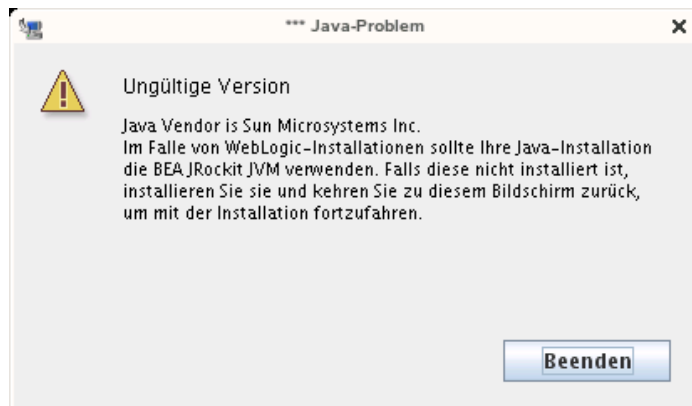 *** Java-Problem
Ungültige Version
Java Vendor is Sun Microsystems Inc.
Im Falle von WebLogic-Installationen sollte Ihre Java-Installation
die BEA JRockit JVM verwenden. Falls diese nicht installiert ist,
installieren Sie sie und kehren Sie zu diesem Bildschirm zurück,
um mit der Installation fortzufahren.
Beenden